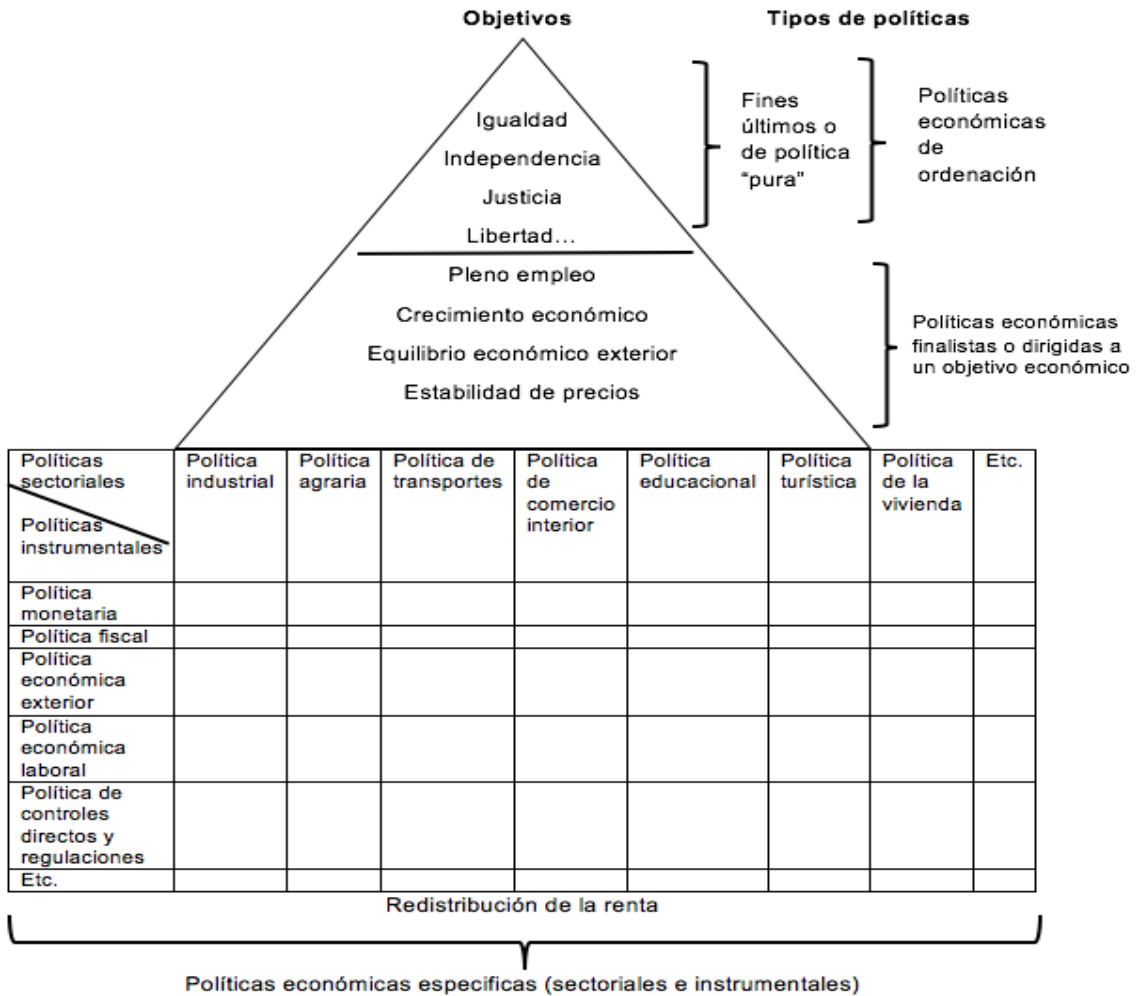 Objetivos
Tipos de políticas
Igualdad
Independencia
Justicia
Libertad...
Fines
últimos o
de política
“pura”
Políticas
económicas
de
ordenación
Pleno empleo
Crecimiento económico
Equilibrio económico exterior
Estabilidad de precios
Políticas económicas
finalistas o dirigidas a
un objetivo económico
Políticas
sectoriales
Políticas
instrumentales
Política
industrial
Política
agraria
Política de
transportes
Política
de
comercio
interior
Política
educacional
Política
turística
Política
de la
vivienda
Etc.
Política
monetaria
Política fiscal
Política
económica
exterior
Política
económica
laboral
Política de
controles
directos y
regulaciones
Etc.
Redistribución de la renta
Políticas económicas especificas (sectoriales e instrumentales)